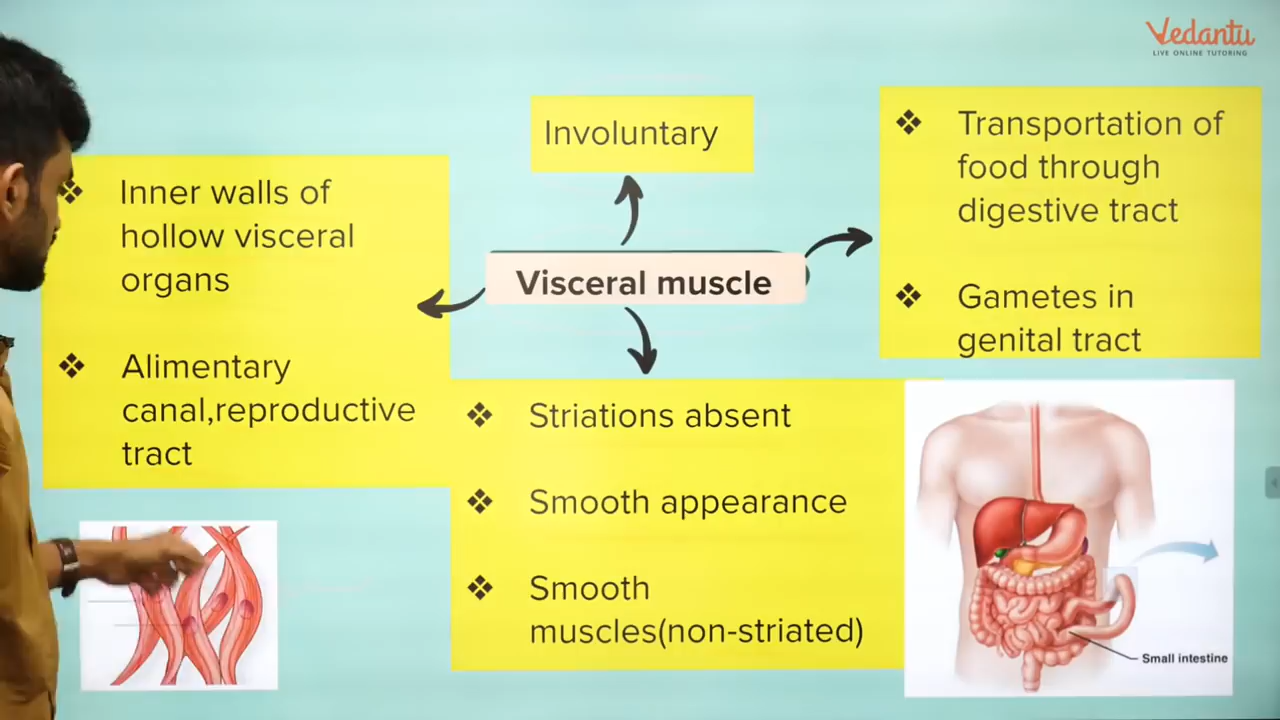 Vedantu
LIVE ONLINE TUTORING
Involuntary
❖ Transportation of
food through
digestive tract
❖ Gametes in
genital tract
❖ Inner walls of
hollow visceral
organs
❖ Alimentary
canal,reproductive
tract
Visceral muscle
❖ Striations absent
❖ Smooth appearance
❖ Smooth
muscles(non-striated)
Small intestine